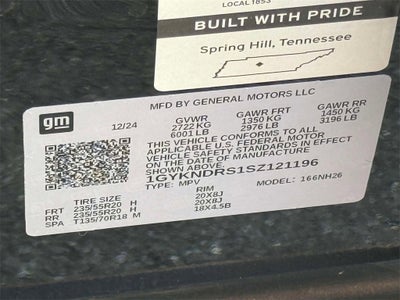 LOCAL 1853
BUILT WITH PRIDE
Spring Hill, Tennessee
gm
MFD BY GENERAL MOTORS LLC
12/24 GVWR GAWR FRT GAWR RR
2722 KG 1350 KG 1450 KG
6001 LB 2976 LB 3196 LB
THIS VEHICLE CONFORMS TO ALL
APPLICABLE U.S. FEDERAL MOTOR
VEHICLE SAFETY STANDARDS IN EFFECT
ON THE DATE OF MANUFACTURE
1GYKNDRS1SZ121196
TYPE: MPV MODEL: 166NH26
TIRE SIZE RIM
FRT 235/55R20 H 20X8J
RR 235/55R20 H 20X8J
SPA T135/70R18 M 18X4.5B